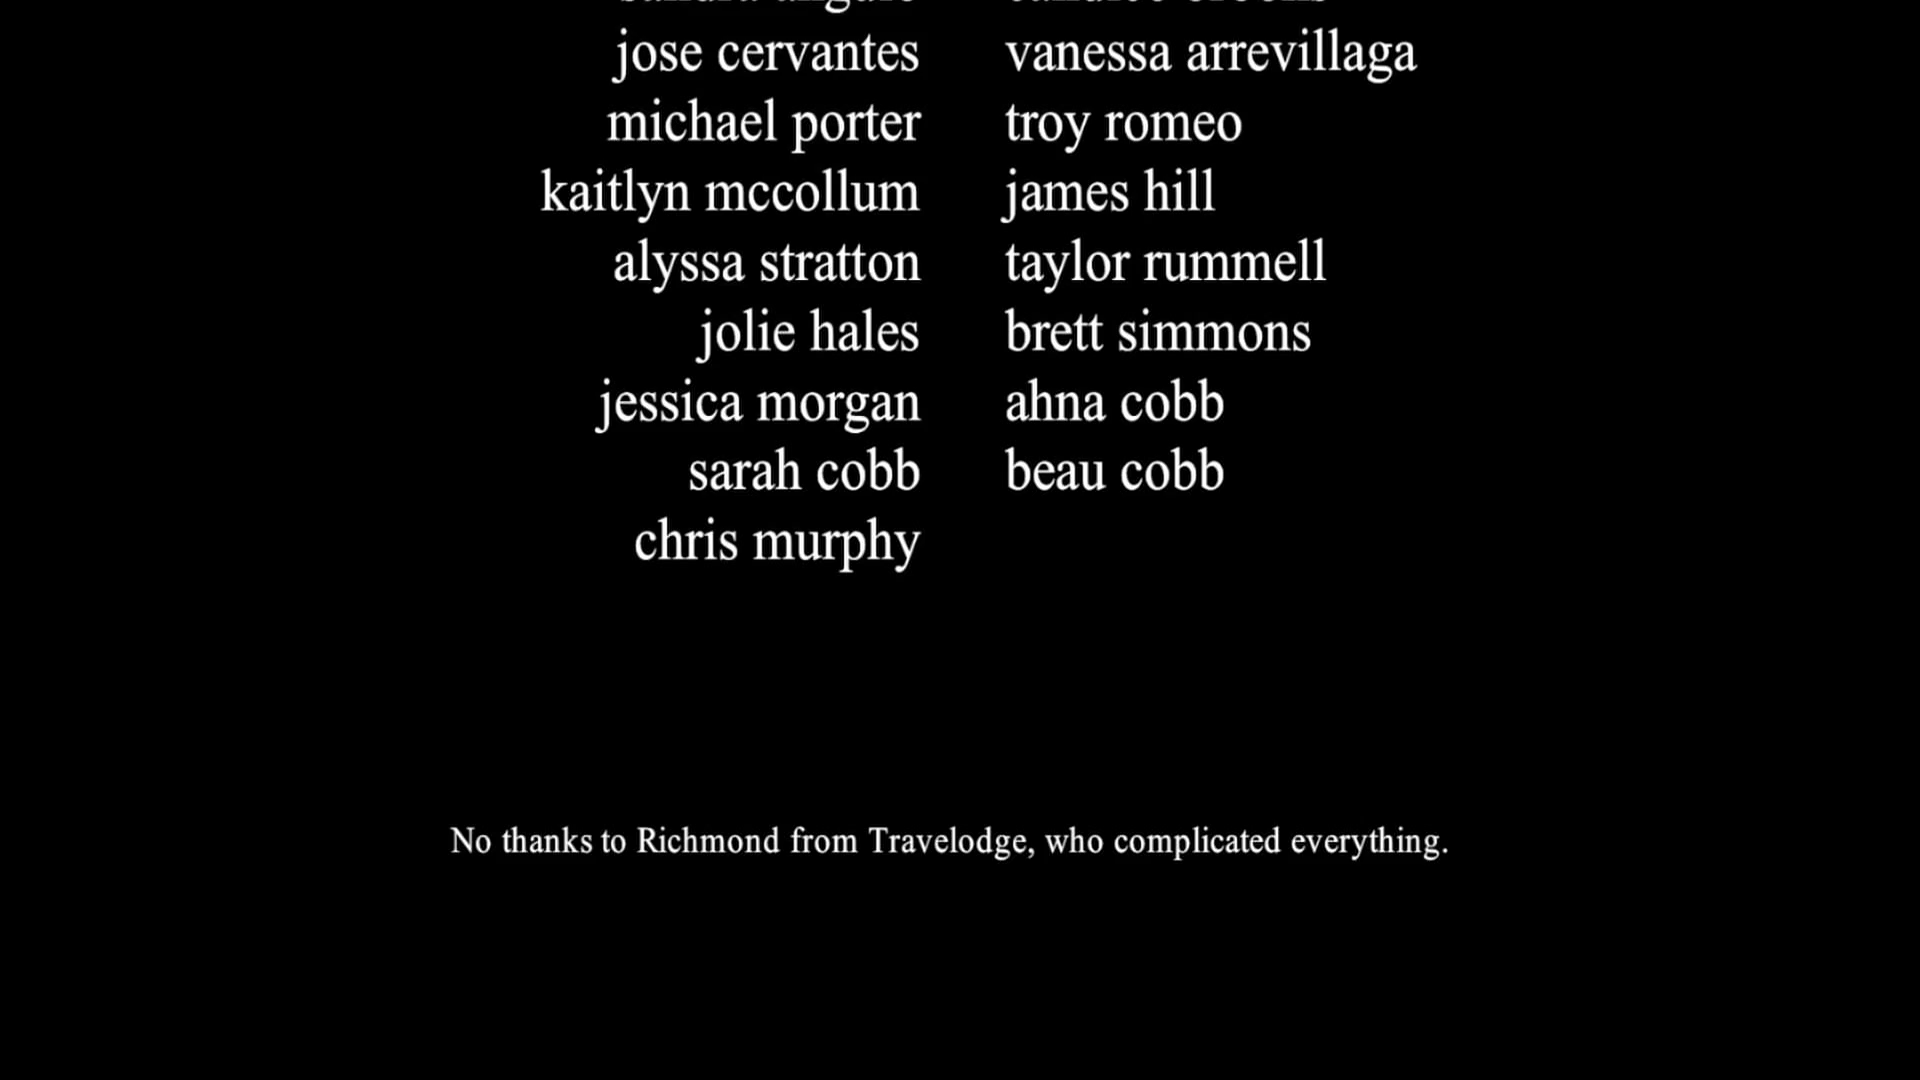 jose cervantes vanessa arrevillaga
michael porter troy romeo
kaitlyn mccollum james hill
alyssa stratton taylor rummell
jolie hales brett simmons
jessica morgan ahna cobb
sarah cobb beau cobb
chris murphy
No thanks to Richmond from Travelodge, who complicated everything.